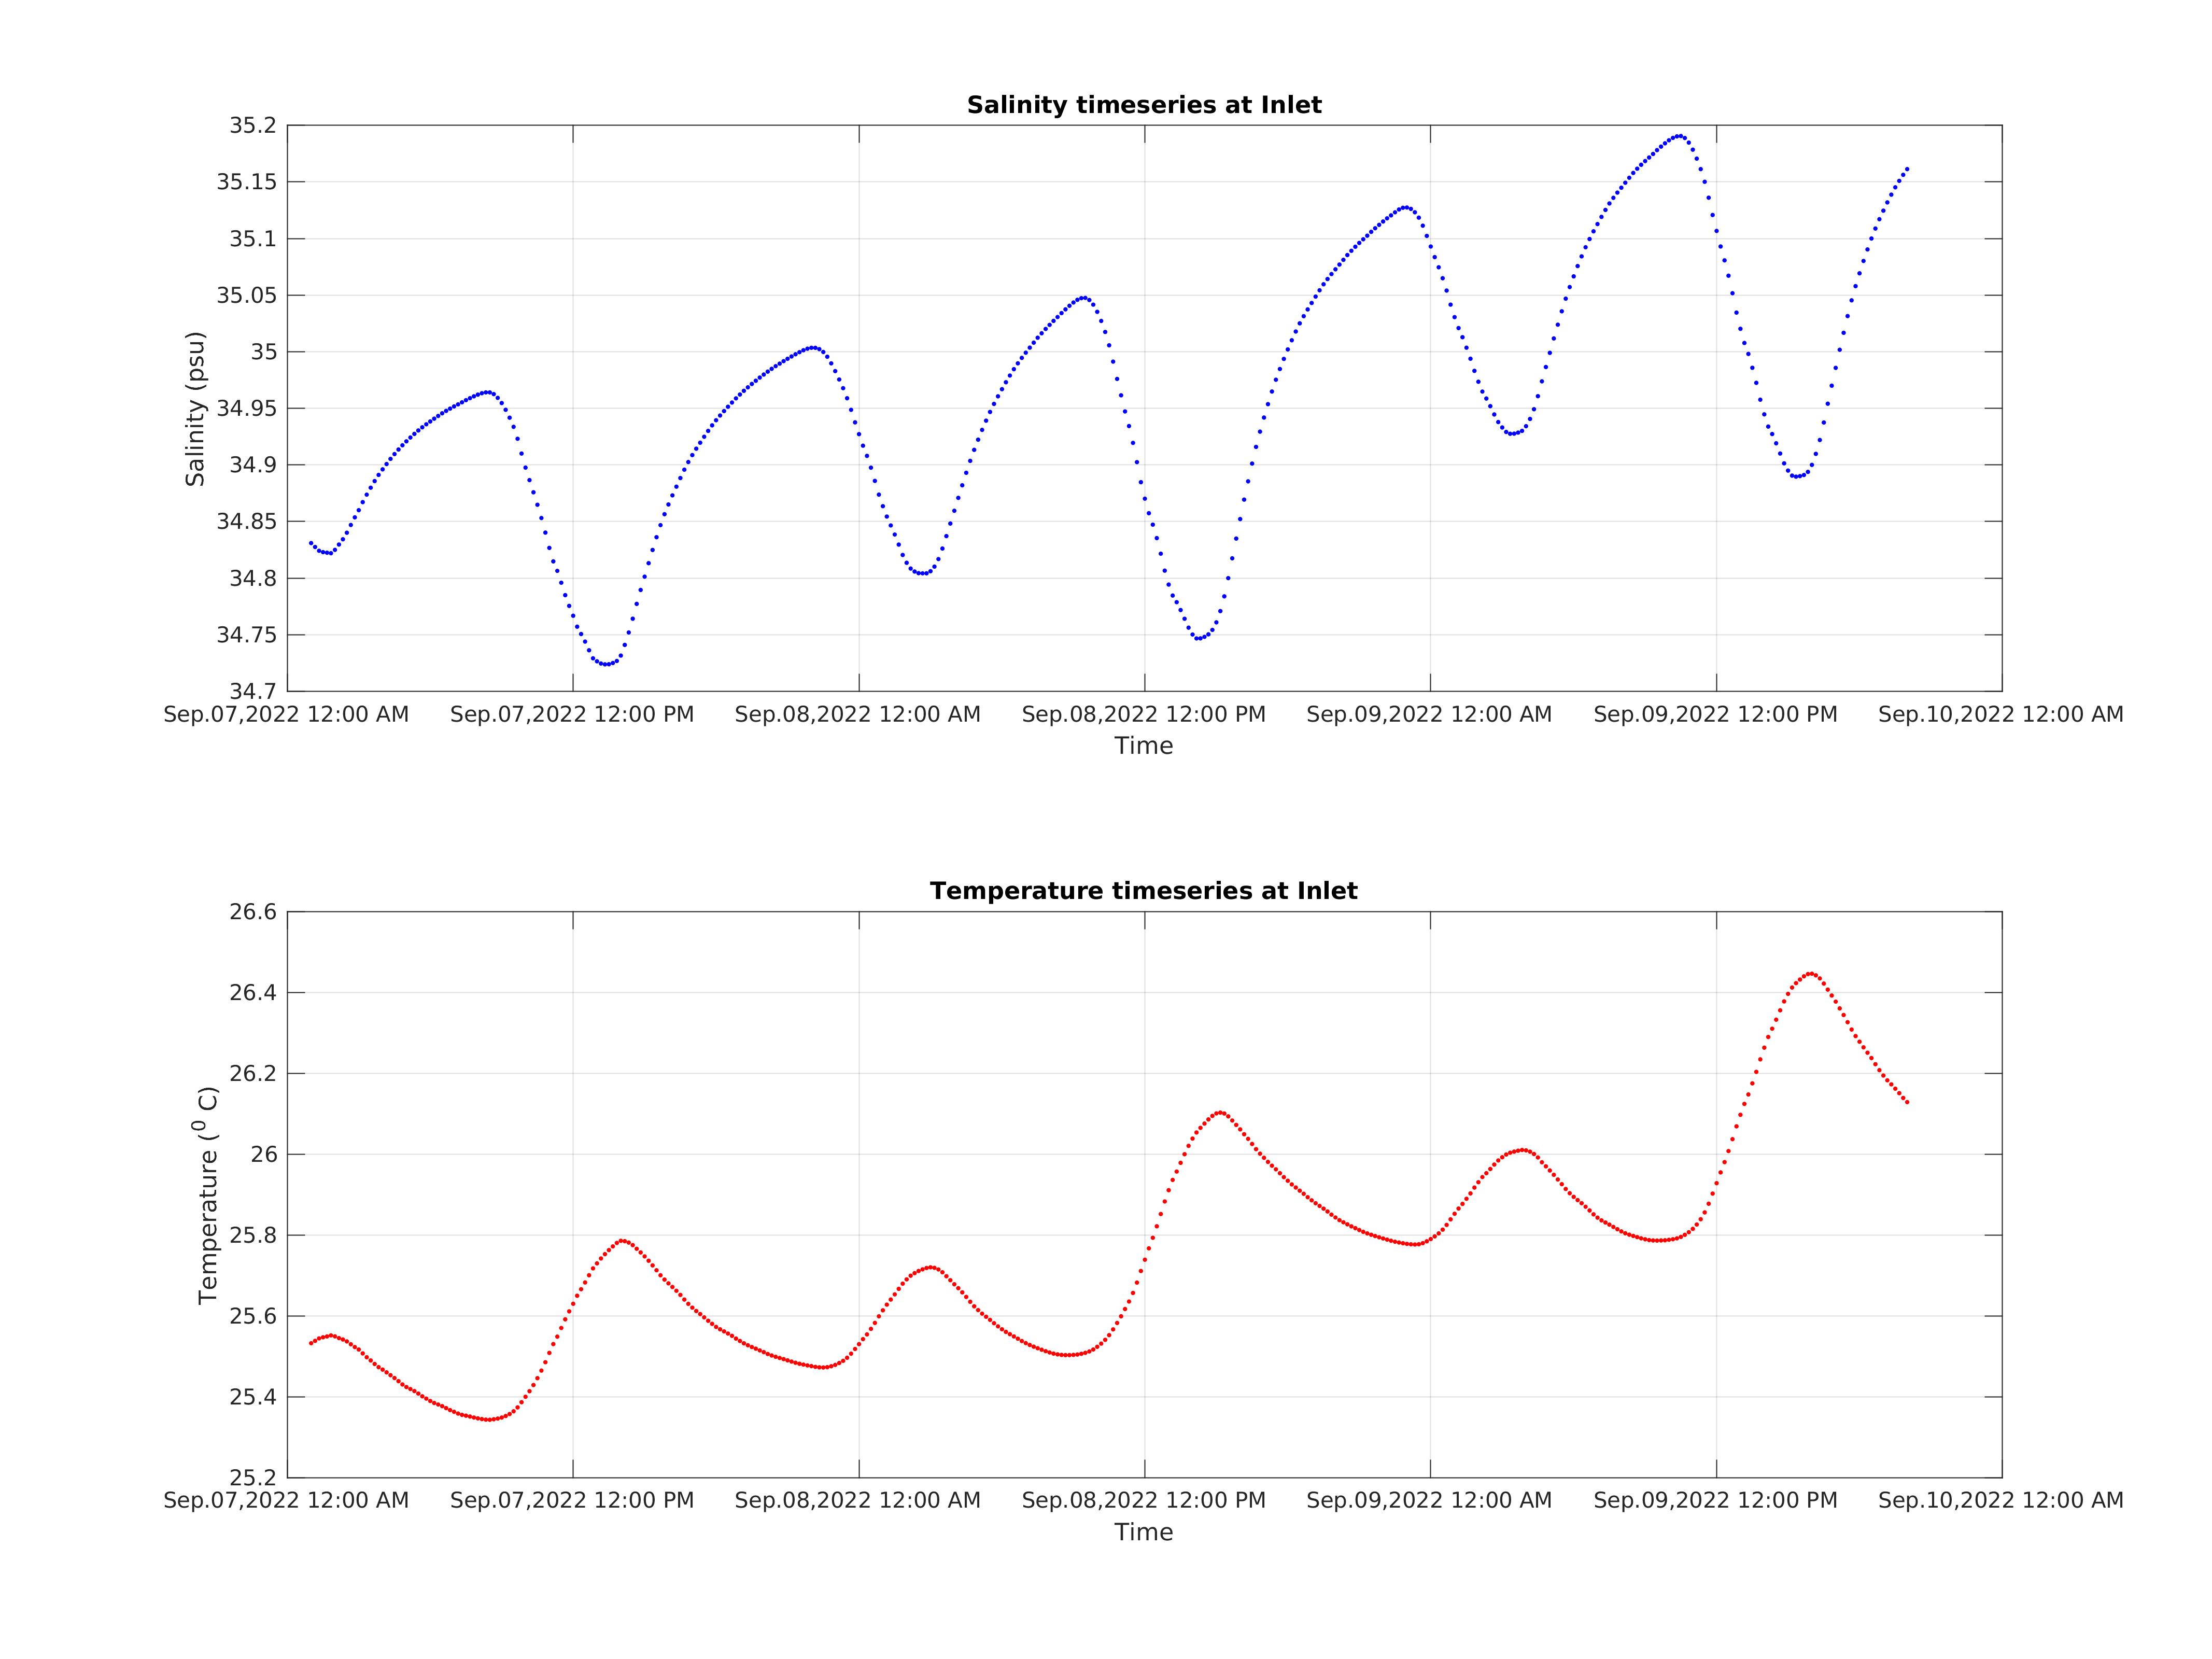 Salinity timeseries at Inlet
35.2
35.15
35.1
35.05
35
34.95
34.9
34.85
34.8
34.75
34.7
Salinity (psu)
Sep.07,2022 12:00 AM Sep.07,2022 12:00 PM Sep.08,2022 12:00 AM Sep.08,2022 12:00 PM Sep.09,2022 12:00 AM Sep.09,2022 12:00 PM Sep.10,2022 12:00 AM
Time
Temperature timeseries at Inlet
26.6
26.4
26.2
26
25.8
25.6
25.4
25.2
Temperature (⁰ C)
Sep.07,2022 12:00 AM Sep.07,2022 12:00 PM Sep.08,2022 12:00 AM Sep.08,2022 12:00 PM Sep.09,2022 12:00 AM Sep.09,2022 12:00 PM Sep.10,2022 12:00 AM
Time